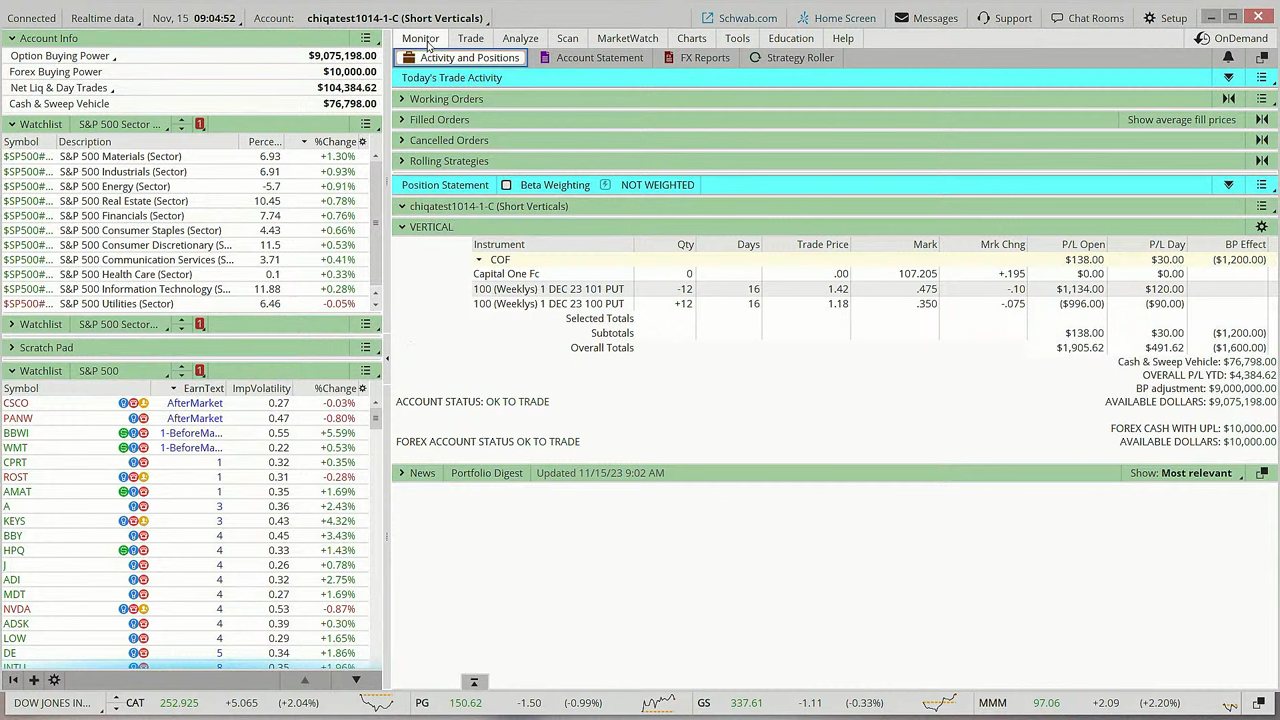 Connected Realtime data Nov, 15 09:04:52 Account: chiqatest1014-1-C (Short Verticals) Schwab.com Home Screen Messages Support Chat Rooms Setup
Monitor Trade Analyze Scan MarketWatch Charts Tools Education Help OnDemand
Activity and Positions Account Statement FX Reports Strategy Roller
Account Info
Option Buying Power $9,075,198.00
Forex Buying Power $10,000.00
Net Liq & Day Trades $104,384.62
Cash & Sweep Vehicle $76,798.00
Watchlist S&P 500 Sector ... 1
Symbol Description Perce... %Change
$SP500#... S&P 500 Materials (Sector) 6.93 +1.30%
$SP500#... S&P 500 Industrials (Sector) 6.91 +0.93%
$SP500#... S&P 500 Energy (Sector) -5.7 +0.91%
$SP500#... S&P 500 Real Estate (Sector) 10.45 +0.78%
$SP500#... S&P 500 Financials (Sector) 7.74 +0.76%
$SP500#... S&P 500 Consumer Staples (Sector) 4.43 +0.66%
$SP500#... S&P 500 Consumer Discretionary (S... 11.5 +0.53%
$SP500#... S&P 500 Communication Services (S... 3.71 +0.41%
$SP500#... S&P 500 Health Care (Sector) 0.1 +0.33%
$SP500#... S&P 500 Information Technology (S... 11.88 +0.28%
$SP500#... S&P 500 Utilities (Sector) 6.46 -0.05%
Watchlist S&P 500 Sector... 1
Scratch Pad
Watchlist S&P 500 1
Symbol EarnText ImpVolatility %Change
CSCO AfterMarket 0.27 -0.03%
PANW AfterMarket 0.47 -0.80%
BBWI 1-BeforeMa... 0.55 +5.59%
WMT 1-BeforeMa... 0.22 +0.53%
CPRT 1 0.32 +0.35%
ROST 1 0.31 -0.28%
AMAT 1 0.35 +1.69%
A 3 0.36 +2.43%
KEYS 3 0.43 +4.32%
BBY 4 0.45 +3.43%
HPQ 4 0.33 +1.43%
J 4 0.26 +0.78%
ADI 4 0.32 +2.75%
MDT 4 0.27 +1.69%
NVDA 4 0.53 -0.87%
ADSK 4 0.39 +0.30%
LOW 4 0.29 +1.65%
DE 5 0.34 +1.86%
INTU 8 0.35 +1.96%
Today's Trade Activity
Working Orders
Filled Orders Show average fill prices
Cancelled Orders
Rolling Strategies
Position Statement Beta Weighting NOT WEIGHTED
chiqatest1014-1-C (Short Verticals)
VERTICAL
Instrument Qty Days Trade Price Mark Mrk Chng P/L Open P/L Day BP Effect
COF $138.00 $30.00 ($1,200.00)
Capital One Fc 0 .00 107.205 +.195 $0.00 $0.00
100 (Weeklys) 1 DEC 23 101 PUT -12 16 1.42 .475 -.10 $1,134.00 $120.00
100 (Weeklys) 1 DEC 23 100 PUT +12 16 1.18 .350 -.075 ($996.00) ($90.00)
Selected Totals
Subtotals $138.00 $30.00 ($1,200.00)
Overall Totals $1,905.62 $491.62 ($1,600.00)
Cash & Sweep Vehicle: $76,798.00
OVERALL P/L YTD: $4,384.62
BP adjustment: $9,000,000.00
ACCOUNT STATUS: OK TO TRADE AVAILABLE DOLLARS: $9,075,198.00
FOREX CASH WITH UPL: $10,000.00
FOREX ACCOUNT STATUS OK TO TRADE AVAILABLE DOLLARS: $10,000.00
News Portfolio Digest Updated 11/15/23 9:02 AM Show: Most relevant
DOW JONES IN... CAT 252.925 +5.065 (+2.04%) PG 150.62 -1.50 (-0.99%) GS 337.61 -1.11 (-0.33%) MMM 97.06 +2.09 (+2.20%)